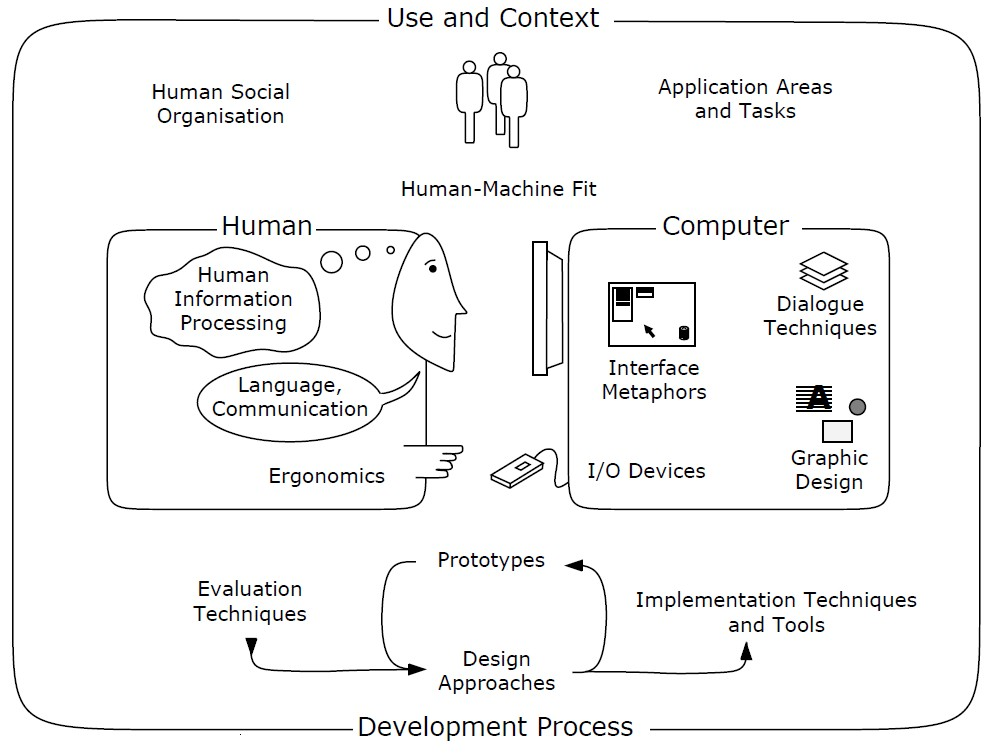 Use and Context
Human Social
Organisation
Application Areas
and Tasks
Human-Machine Fit
Human
Human
Information
Processing
Language,
Communication
Ergonomics
Computer
Dialogue
Techniques
Interface
Metaphors
A
Graphic
Design
I/O Devices
Prototypes
Evaluation
Techniques
Implementation Techniques
and Tools
Design
Approaches
Development Process